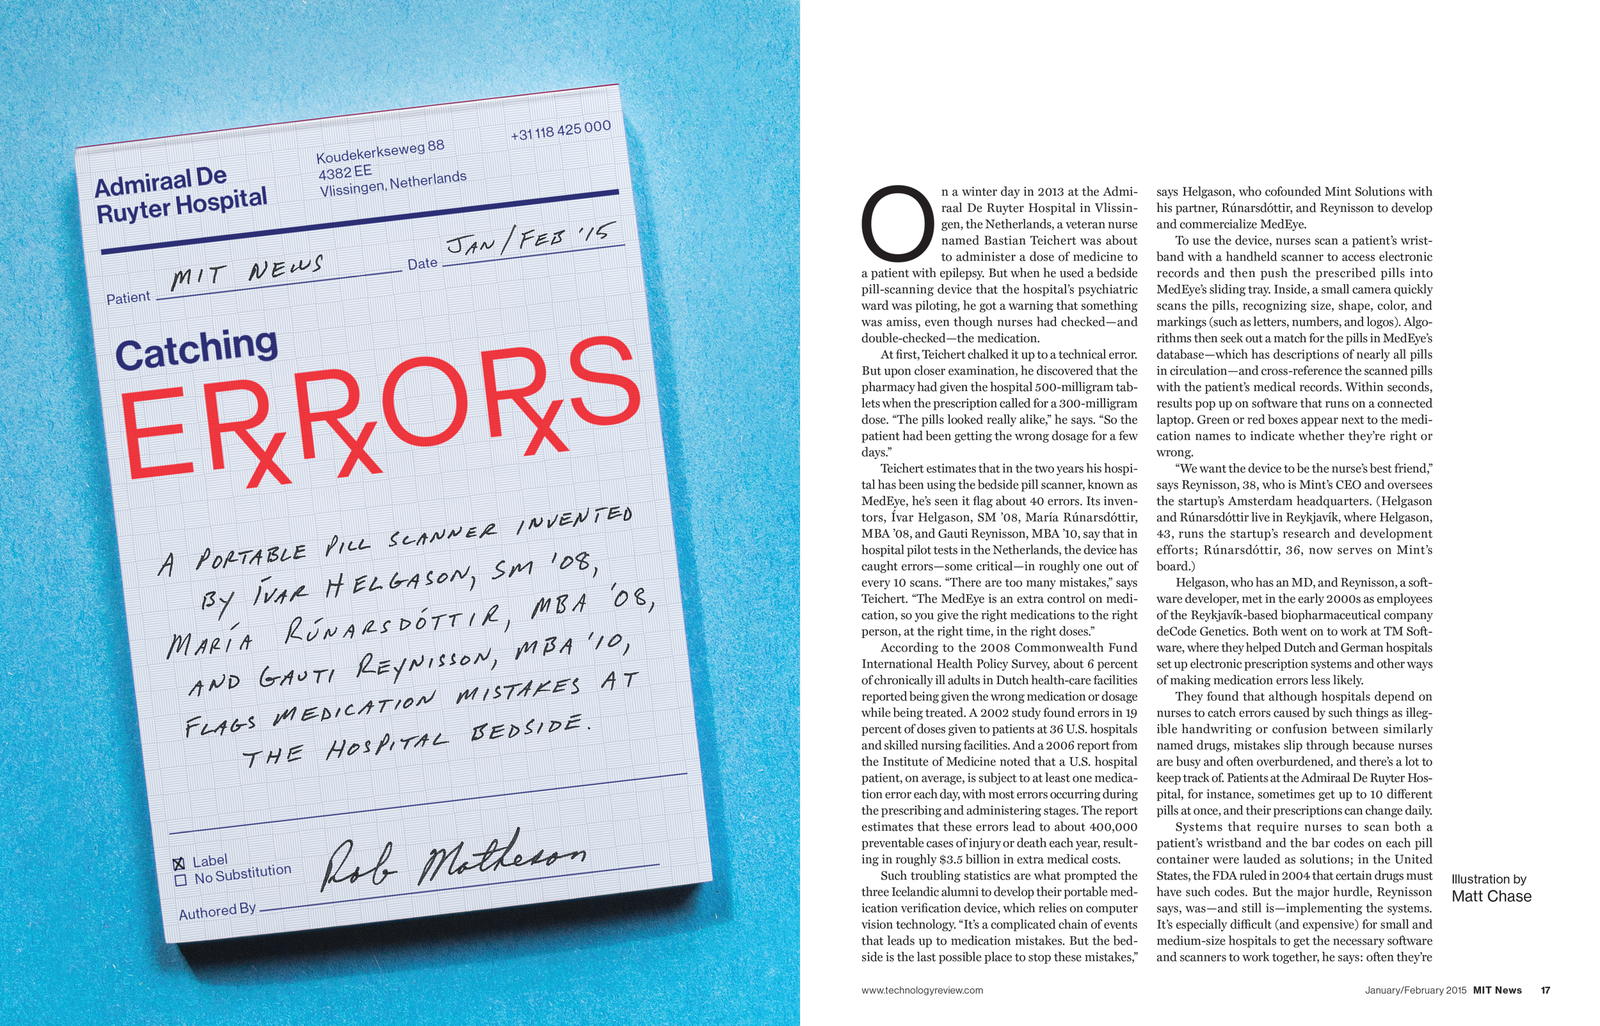 Admiraal De
Ruyter Hospital
Koudekerkseweg 88
4382 EE
Vlissingen, Netherlands
+31 118 425 000
Patient MIT NEWS
Date JAN/FEB '15
Catching
ERxRxORxS
A PORTABLE PILL SCANNER INVENTED
BY ÍVAR HELGASON, SM '08,
MARÍA RÚNARSDÓTTIR, MBA '08,
AND GAUTI REYNISSON, MBA '10,
FLAGS MEDICATION MISTAKES AT
THE HOSPITAL BEDSIDE.
Label
No Substitution
Authored By Rob Matheson
On a winter day in 2013 at the Admi-
raal De Ruyter Hospital in Vlissin-
gen, the Netherlands, a veteran nurse
named Bastian Teichert was about
to administer a dose of medicine to
a patient with epilepsy. But when he used a bedside
pill-scanning device that the hospital's psychiatric
ward was piloting, he got a warning that something
was amiss, even though nurses had checked—and
double-checked—the medication.
At first, Teichert chalked it up to a technical error.
But upon closer examination, he discovered that the
pharmacy had given the hospital 500-milligram tab-
lets when the prescription called for a 300-milligram
dose. “The pills looked really alike,” he says. “So the
patient had been getting the wrong dosage for a few
days.”
Teichert estimates that in the two years his hospi-
tal has been using the bedside pill scanner, known as
MedEye, he's seen it flag about 40 errors. Its inven-
tors, Ívar Helgason, SM ’08, María Rúnarsdóttir,
MBA ’08, and Gauti Reynisson, MBA ’10, say that in
hospital pilot tests in the Netherlands, the device has
caught errors—some critical—in roughly one out of
every 10 scans. “There are too many mistakes,” says
Teichert. “The MedEye is an extra control on medi-
cation, so you give the right medications to the right
person, at the right time, in the right doses.”
According to the 2008 Commonwealth Fund
International Health Policy Survey, about 6 percent
of chronically ill adults in Dutch health-care facilities
reported being given the wrong medication or dosage
while being treated. A 2002 study found errors in 19
percent of doses given to patients at 36 U.S. hospitals
and skilled nursing facilities. And a 2006 report from
the Institute of Medicine noted that a U.S. hospital
patient, on average, is subject to at least one medica-
tion error each day, with most errors occurring during
the prescribing and administering stages. The report
estimates that these errors lead to about 400,000
preventable cases of injury or death each year, result-
ing in roughly $3.5 billion in extra medical costs.
Such troubling statistics are what prompted the
three Icelandic alumni to develop their portable med-
ication verification device, which relies on computer
vision technology. “It's a complicated chain of events
that leads up to medication mistakes. But the bed-
side is the last possible place to stop these mistakes,”
says Helgason, who cofounded Mint Solutions with
his partner, Rúnarsdóttir, and Reynisson to develop
and commercialize MedEye.
To use the device, nurses scan a patient's wrist-
band with a handheld scanner to access electronic
records and then push the prescribed pills into
MedEye's sliding tray. Inside, a small camera quickly
scans the pills, recognizing size, shape, color, and
markings (such as letters, numbers, and logos). Algo-
rithms then seek out a match for the pills in MedEye's
database—which has descriptions of nearly all pills
in circulation—and cross-reference the scanned pills
with the patient's medical records. Within seconds,
results pop up on software that runs on a connected
laptop. Green or red boxes appear next to the medi-
cation names to indicate whether they're right or
wrong.
“We want the device to be the nurse's best friend,”
says Reynisson, 38, who is Mint's CEO and oversees
the startup's Amsterdam headquarters. (Helgason
and Rúnarsdóttir live in Reykjavík, where Helgason,
43, runs the startup's research and development
efforts; Rúnarsdóttir, 36, now serves on Mint's
board.)
Helgason, who has an MD, and Reynisson, a soft-
ware developer, met in the early 2000s as employees
of the Reykjavík-based biopharmaceutical company
deCode Genetics. Both went on to work at TM Soft-
ware, where they helped Dutch and German hospitals
set up electronic prescription systems and other ways
of making medication errors less likely.
They found that although hospitals depend on
nurses to catch errors caused by such things as illeg-
ible handwriting or confusion between similarly
named drugs, mistakes slip through because nurses
are busy and often overburdened, and there's a lot to
keep track of. Patients at the Admiraal De Ruyter Hos-
pital, for instance, sometimes get up to 10 different
pills at once, and their prescriptions can change daily.
Systems that require nurses to scan both a
patient's wristband and the bar codes on each pill
container were lauded as solutions; in the United
States, the FDA ruled in 2004 that certain drugs must
have such codes. But the major hurdle, Reynisson
says, was—and still is—implementing the systems.
It's especially difficult (and expensive) for small and
medium-size hospitals to get the necessary software
and scanners to work together, he says: often they're
Illustration by
Matt Chase
www.technologyreview.com
January/February 2015 MIT News 17